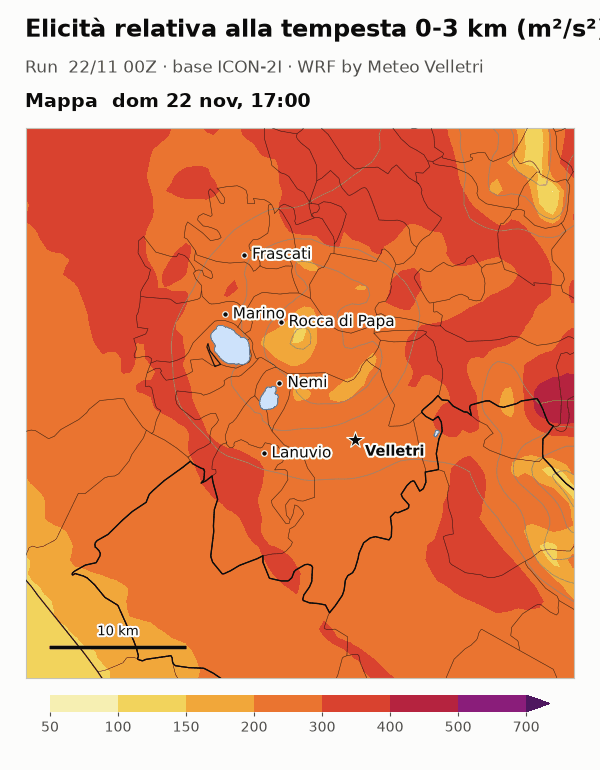 Elicità relativa alla tempesta 0-3 km (m²/s²)
Run 22/11 00Z · base ICON-2I · WRF by Meteo Velletri
Mappa dom 22 nov, 17:00
Frascati
Marino
Rocca di Papa
Nemi
Lanuvio
Velletri
10 km
50 100 150 200 300 400 500 700